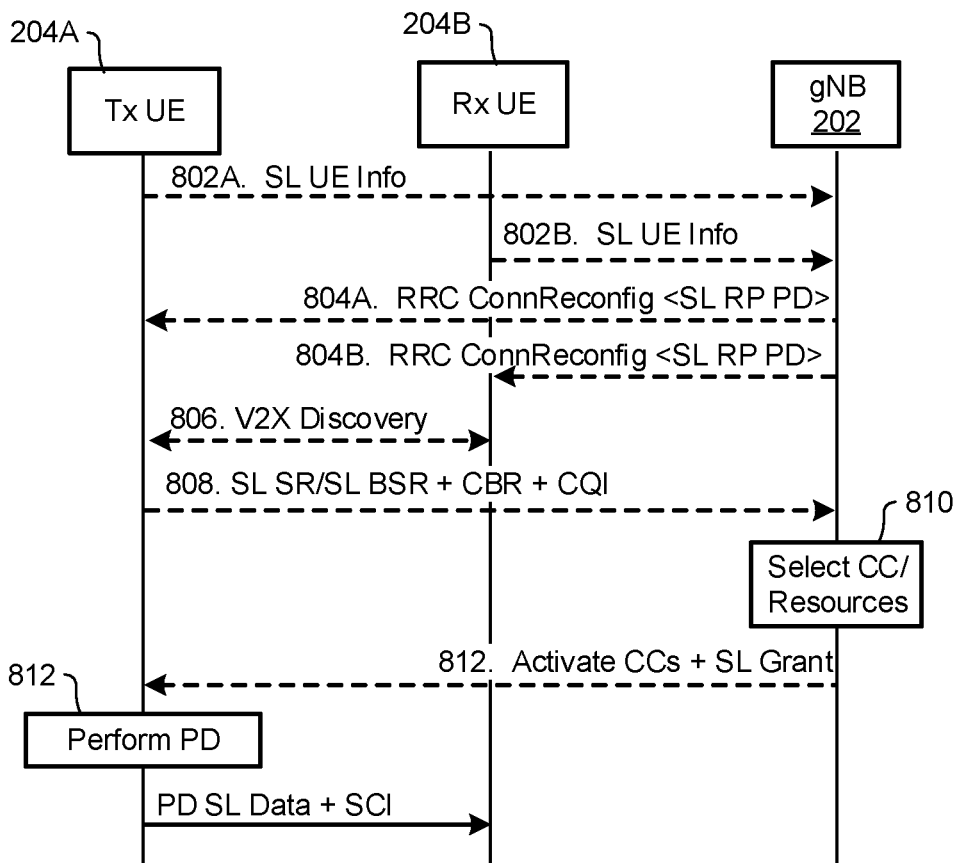 204A
204B
Tx UE
Rx UE
gNB
202
802A. SL UE Info
802B. SL UE Info
804A. RRC ConnReconfig <SL RP PD>
804B. RRC ConnReconfig <SL RP PD>
806. V2X Discovery
808. SL SR/SL BSR + CBR + CQI
810
Select CC/
Resources
812. Activate CCs + SL Grant
812
Perform PD
PD SL Data + SCI